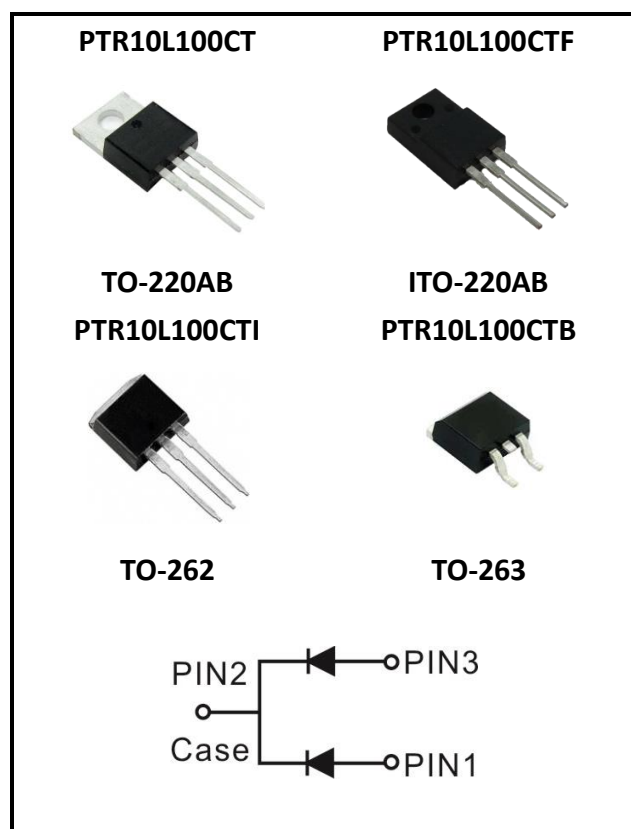 PTR10L100CT PTR10L100CTF
TO-220AB ITO-220AB
PTR10L100CTI PTR10L100CTB
TO-262 TO-263
PIN2 PIN3
Case PIN1